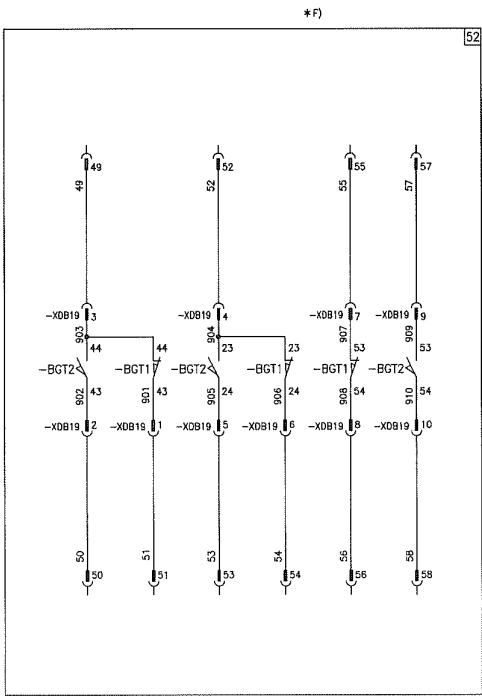 *F)
52
49 52 55 57
49 52 55 57
-XDB19 3 -XDB19 4 -XDB19 7 -XDB19 9
903 904 907 909
44 44 23 23 53 53
-BGT2 -BGT1 -BGT2 -BGT1 -BGT1 -BGT2
902 43 901 43 905 24 906 24 908 54 910 54
-XDB19 2 -XDB19 1 -XDB19 5 -XDB19 6 -XDB19 8 -XDB19 10
50 51 53 54 56 58
50 51 53 54 56 58